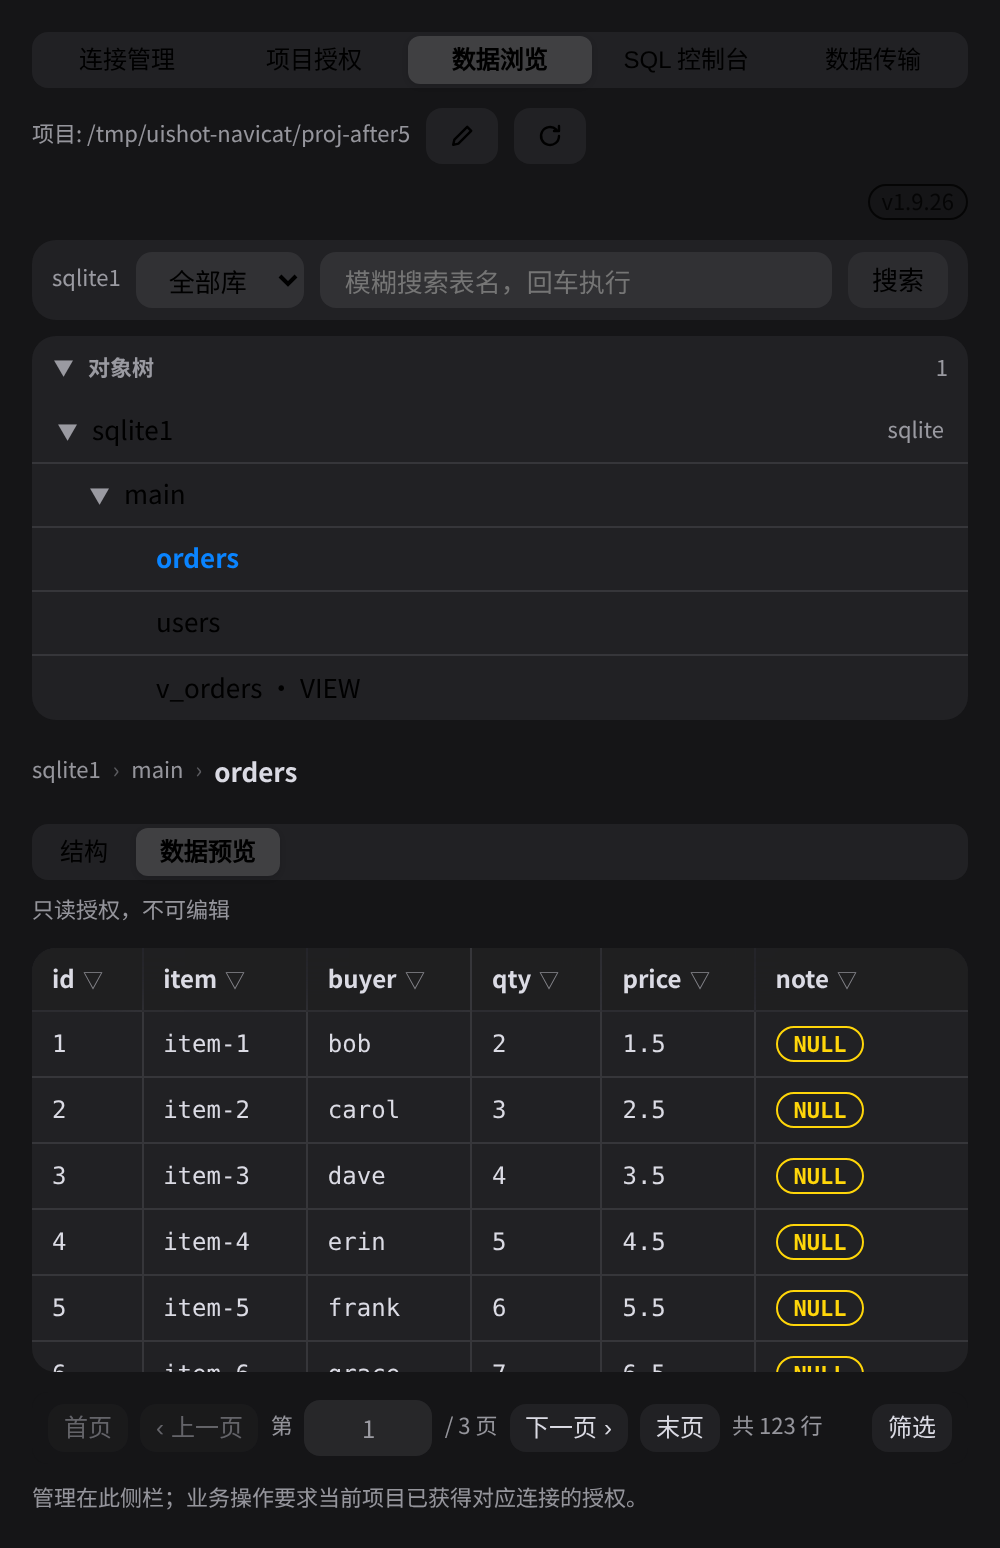 连接管理 项目授权 数据浏览 SQL 控制台 数据传输
项目: /tmp/uishot-navicat/proj-after5
v1.9.26
sqlite1 全部库 模糊搜索表名，回车执行 搜索
▼ 对象树 1
▼ sqlite1 sqlite
▼ main
orders
users
v_orders · VIEW
sqlite1 › main › orders
结构 数据预览
只读授权，不可编辑
id ▽ item ▽ buyer ▽ qty ▽ price ▽ note ▽
1 item-1 bob 2 1.5 NULL
2 item-2 carol 3 2.5 NULL
3 item-3 dave 4 3.5 NULL
4 item-4 erin 5 4.5 NULL
5 item-5 frank 6 5.5 NULL
6 item-6 grace 7 6.5 NULL
首页 ‹ 上一页 第 1 / 3 页 下一页 › 末页 共 123 行 筛选
管理在此侧栏；业务操作要求当前项目已获得对应连接的授权。